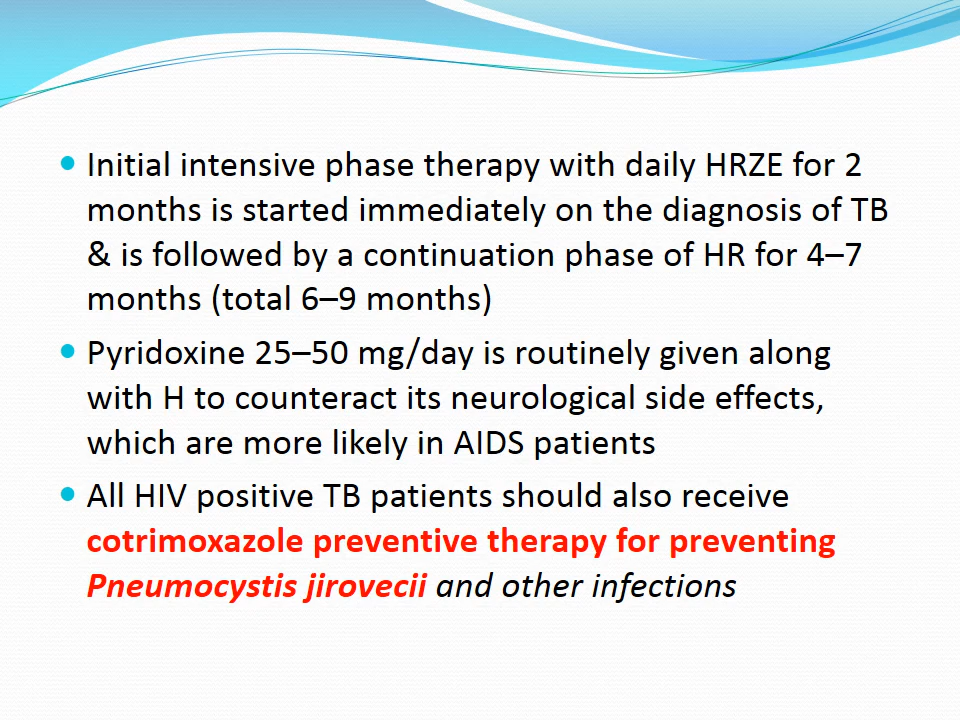 Initial intensive phase therapy with daily HRZE for 2
months is started immediately on the diagnosis of TB
& is followed by a continuation phase of HR for 4–7
months (total 6–9 months)
Pyridoxine 25–50 mg/day is routinely given along
with H to counteract its neurological side effects,
which are more likely in AIDS patients
All HIV positive TB patients should also receive
cotrimoxazole preventive therapy for preventing
Pneumocystis jirovecii and other infections